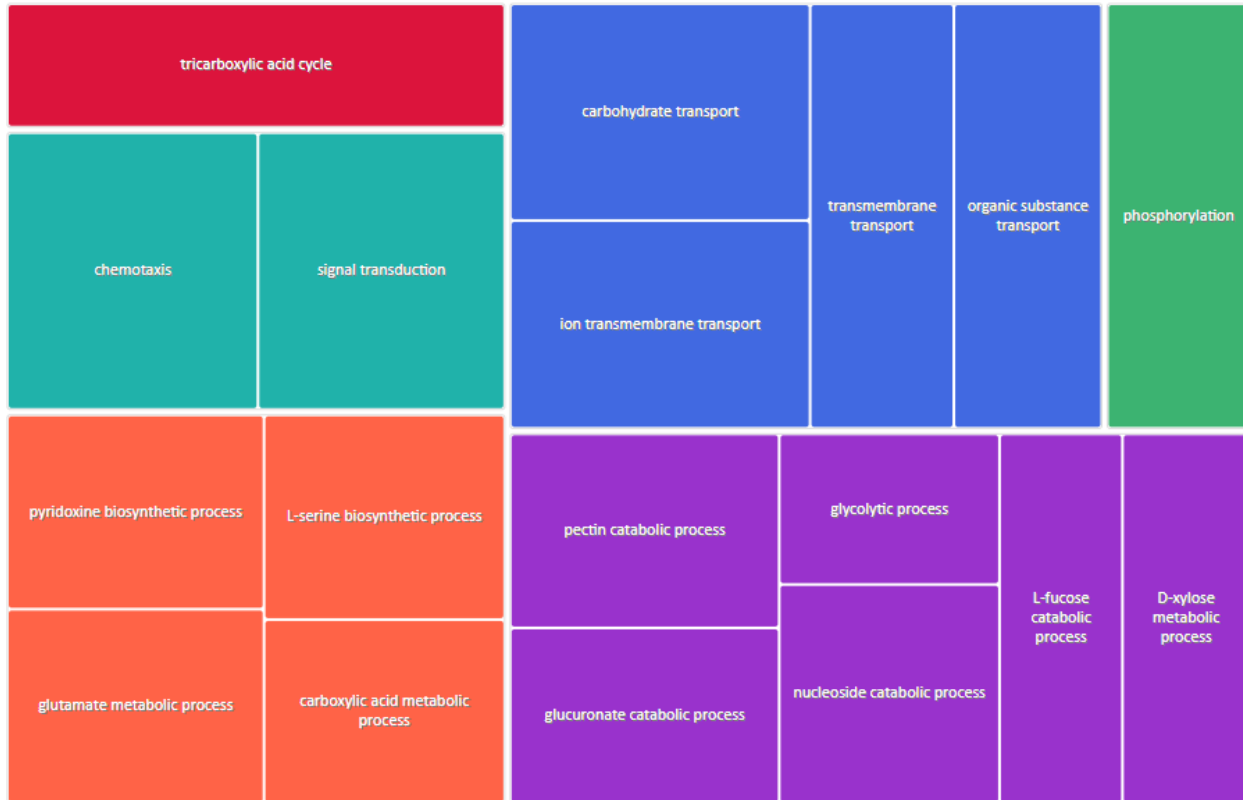 tricarboxylic acid cycle
chemotaxis
signal transduction
pyridoxine biosynthetic process
L-serine biosynthetic process
glutamate metabolic process
carboxylic acid metabolic
process
carbohydrate transport
ion transmembrane transport
transmembrane
transport
organic substance
transport
phosphorylation
pectin catabolic process
glycolytic process
glucuronate catabolic process
nucleoside catabolic process
L-fucose
catabolic
process
D-xylose
metabolic
process